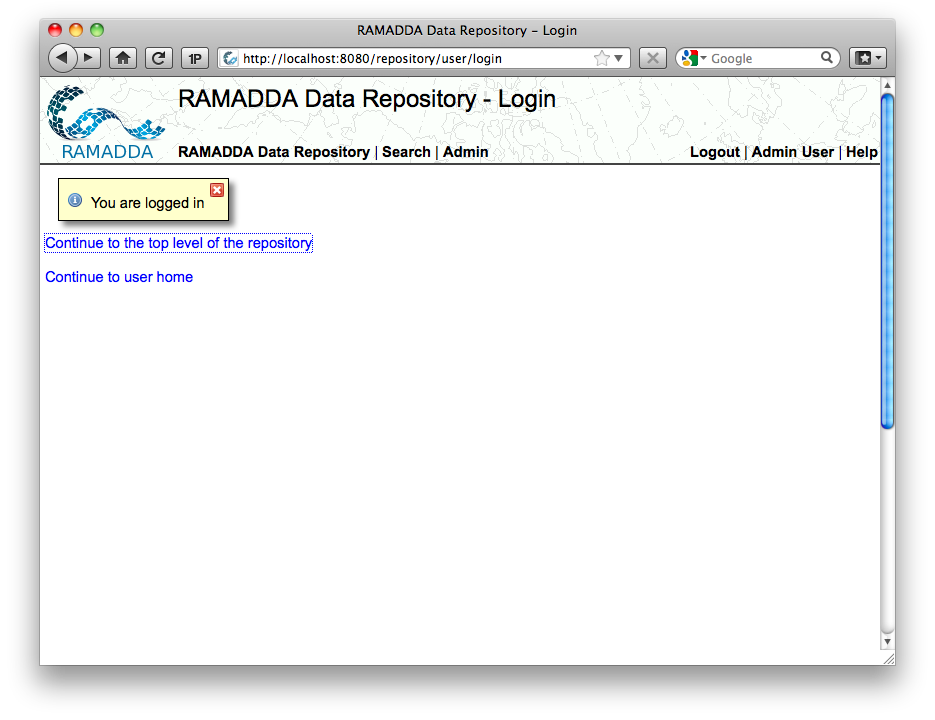 RAMADDA Data Repository - Login
1P
http://localhost:8080/repository/user/login
Google
RAMADDA Data Repository - Login
RAMADDA
RAMADDA Data Repository | Search | Admin
Logout | Admin User | Help
You are logged in
Continue to the top level of the repository
Continue to user home